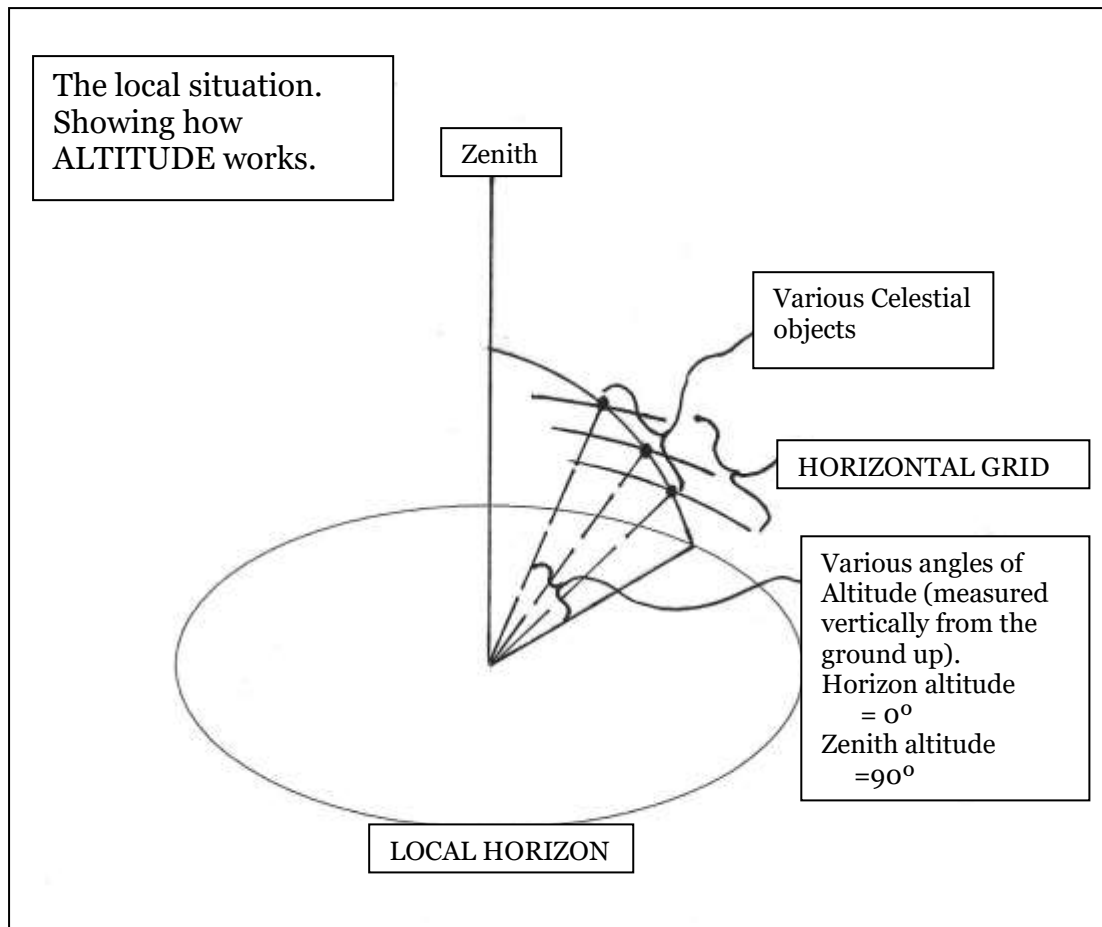 The local situation.
Showing how
ALTITUDE works.
Zenith
Various Celestial
objects
HORIZONTAL GRID
Various angles of
Altitude (measured
vertically from the
ground up).
Horizon altitude
= 0º
Zenith altitude
=90º
LOCAL HORIZON